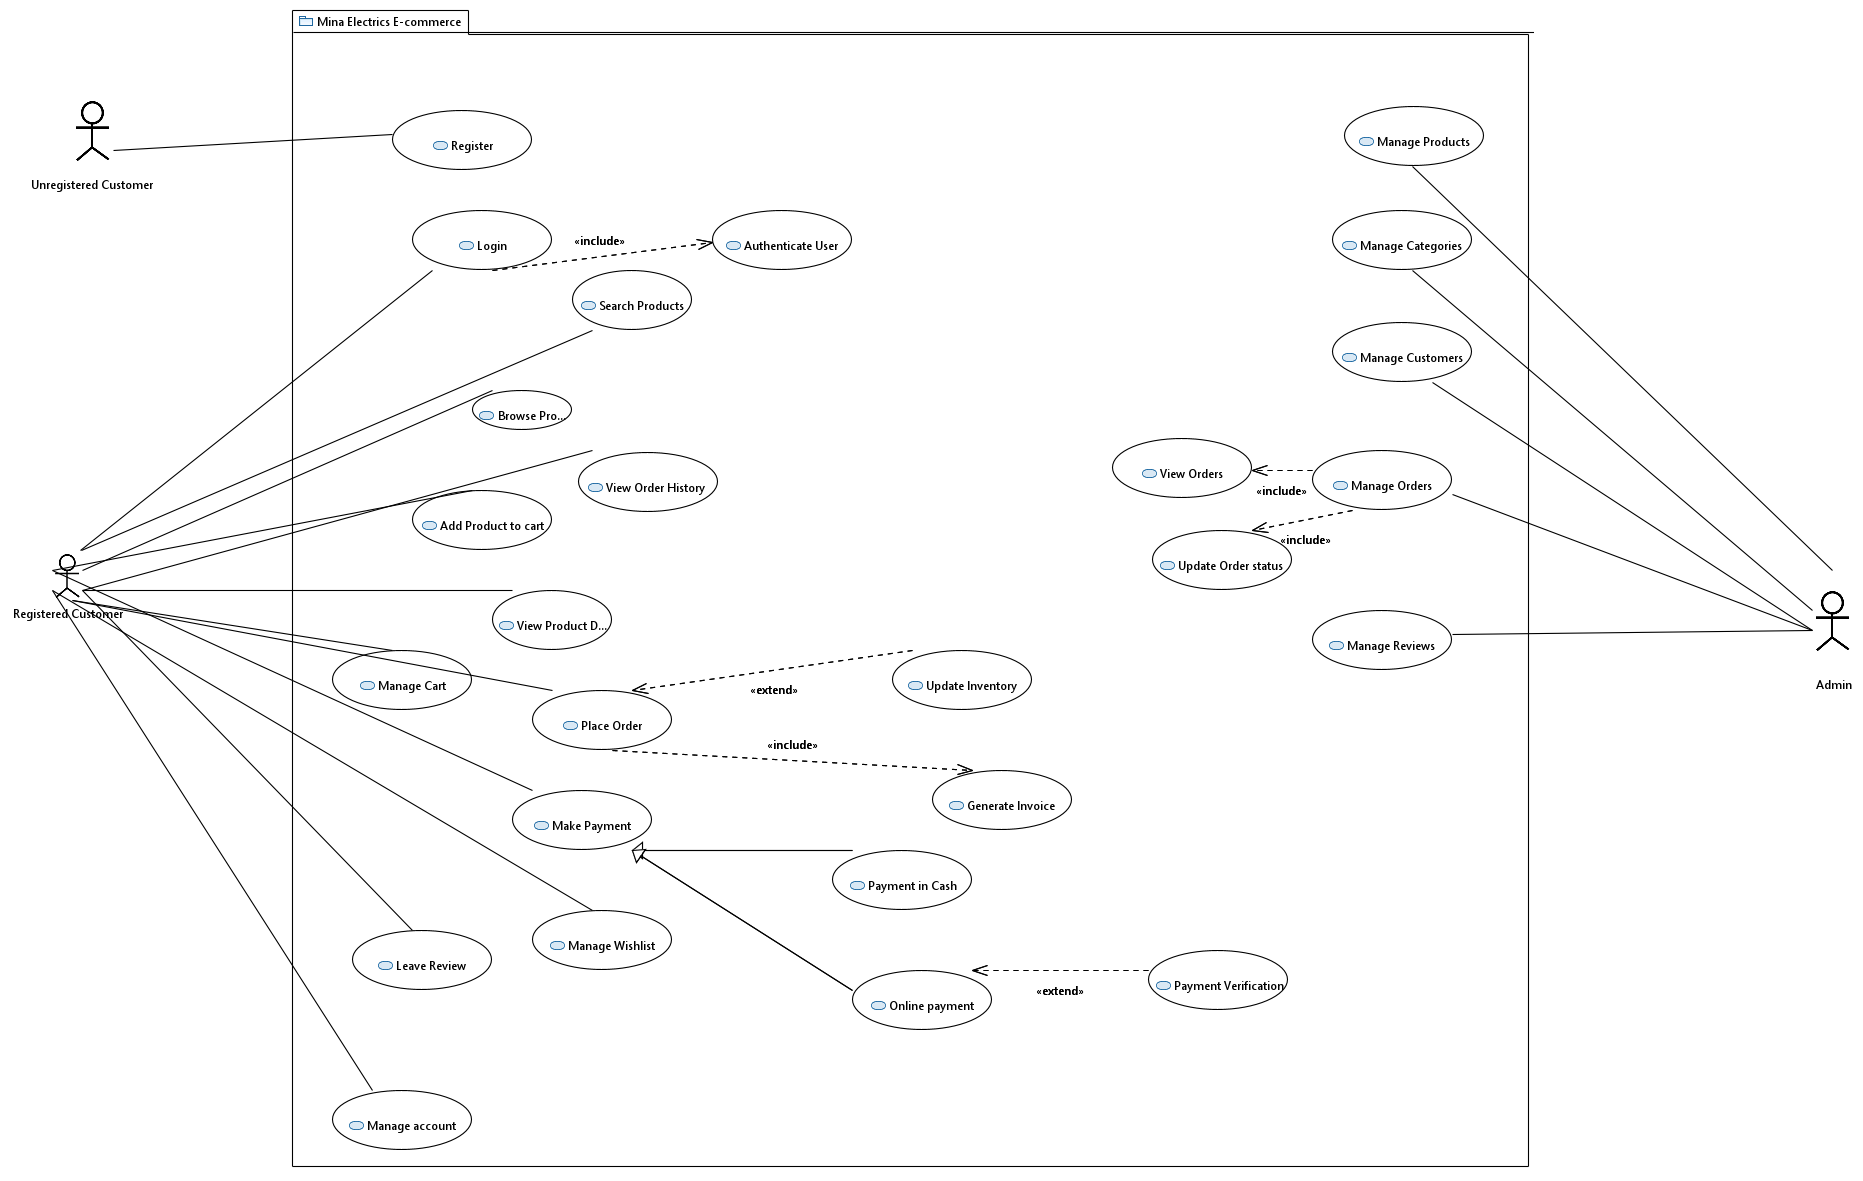 Mina Electrics E-commerce
Unregistered Customer
Register
Manage Products
Login
«include»
Authenticate User
Manage Categories
Search Products
Manage Customers
Browse Pro...
View Order History
View Orders
«include»
Manage Orders
Add Product to cart
«include»
Update Order status
Registered Customer
View Product D...
Manage Reviews
Admin
Manage Cart
«extend»
Update Inventory
Place Order
«include»
Generate Invoice
Make Payment
Payment in Cash
Manage Wishlist
Leave Review
Online payment
«extend»
Payment Verification
Manage account